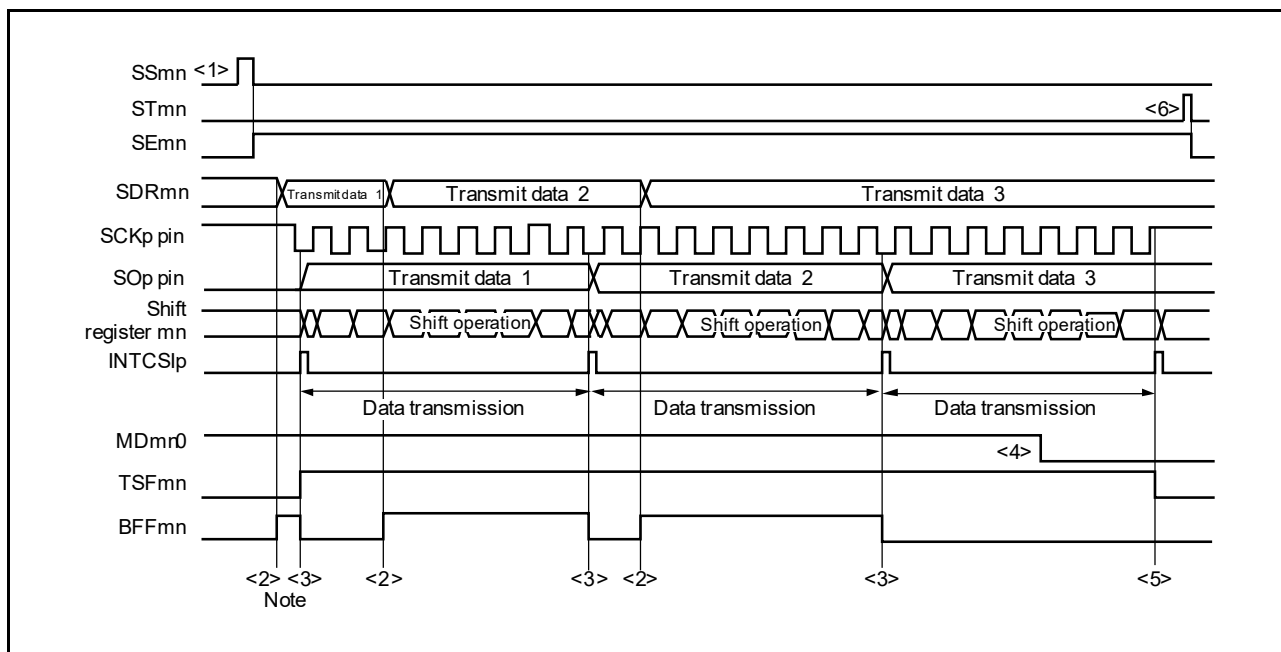 SSmn <1>
STmn <6>
SEmn
SDRmn Transmit data 1 Transmit data 2 Transmit data 3
SCKp pin
SOp pin Transmit data 1 Transmit data 2 Transmit data 3
Shift
register mn Shift operation Shift operation Shift operation
INTCSIp
Data transmission Data transmission Data transmission
MDmn0 <4>
TSFmn
BFFmn
<2> <3> <2> <3> <2> <3> <5>
Note